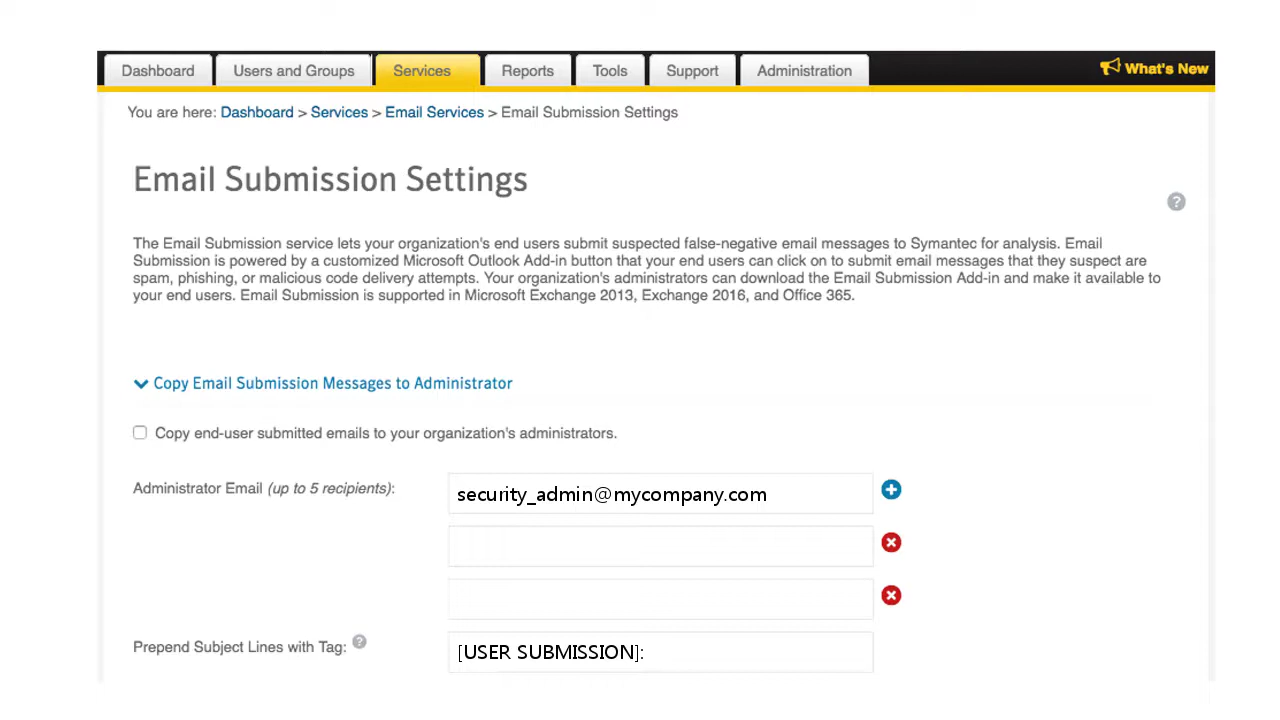 Dashboard Users and Groups Services Reports Tools Support Administration What's New
You are here: Dashboard > Services > Email Services > Email Submission Settings
Email Submission Settings
?
The Email Submission service lets your organization's end users submit suspected false-negative email messages to Symantec for analysis. Email
Submission is powered by a customized Microsoft Outlook Add-in button that your end users can click on to submit email messages that they suspect are
spam, phishing, or malicious code delivery attempts. Your organization's administrators can download the Email Submission Add-in and make it available to
your end users. Email Submission is supported in Microsoft Exchange 2013, Exchange 2016, and Office 365.
Copy Email Submission Messages to Administrator
Copy end-user submitted emails to your organization's administrators.
Administrator Email (up to 5 recipients): security_admin@mycompany.com
Prepend Subject Lines with Tag: ? [USER SUBMISSION]: